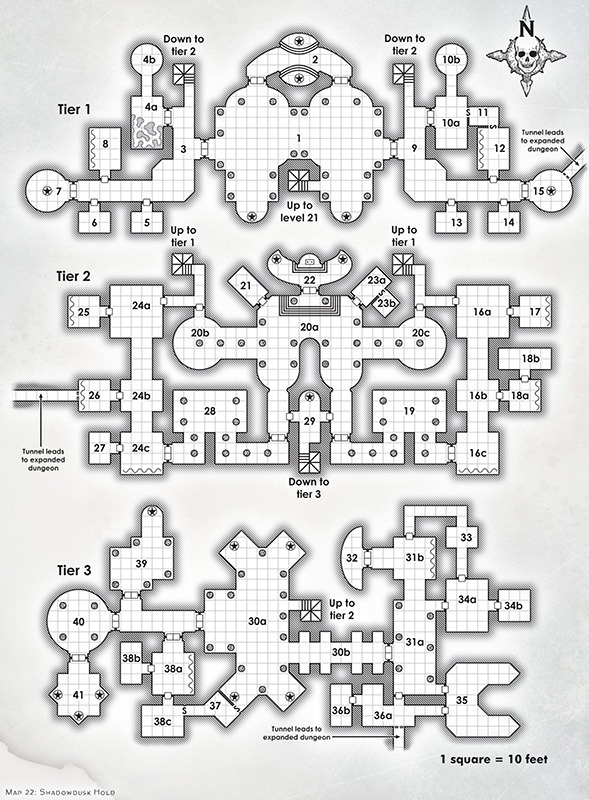 N
Down to
tier 2
Down to
tier 2
4b
2
10b
Tier 1
4a
10a
S
11
S
Tunnel leads
to expanded
dungeon
8
3
1
9
12
7
Up to
level 21
15
6
5
13
14
Up to
tier 1
Up to
tier 1
Tier 2
22
21
23a
S
23b
25
24a
20b
20a
20c
16a
17
18b
26
24b
28
29
19
16b
18a
Tunnel leads
to expanded
dungeon
27
24c
16c
Down to
tier 3
Tier 3
39
32
31b
33
40
30a
Up to
tier 2
34a
34b
38b
38a
30b
31a
41
38c
S
37
S
36b
36a
35
Tunnel leads to
expanded dungeon
1 square = 10 feet
Map 22: Shadowdusk Hold